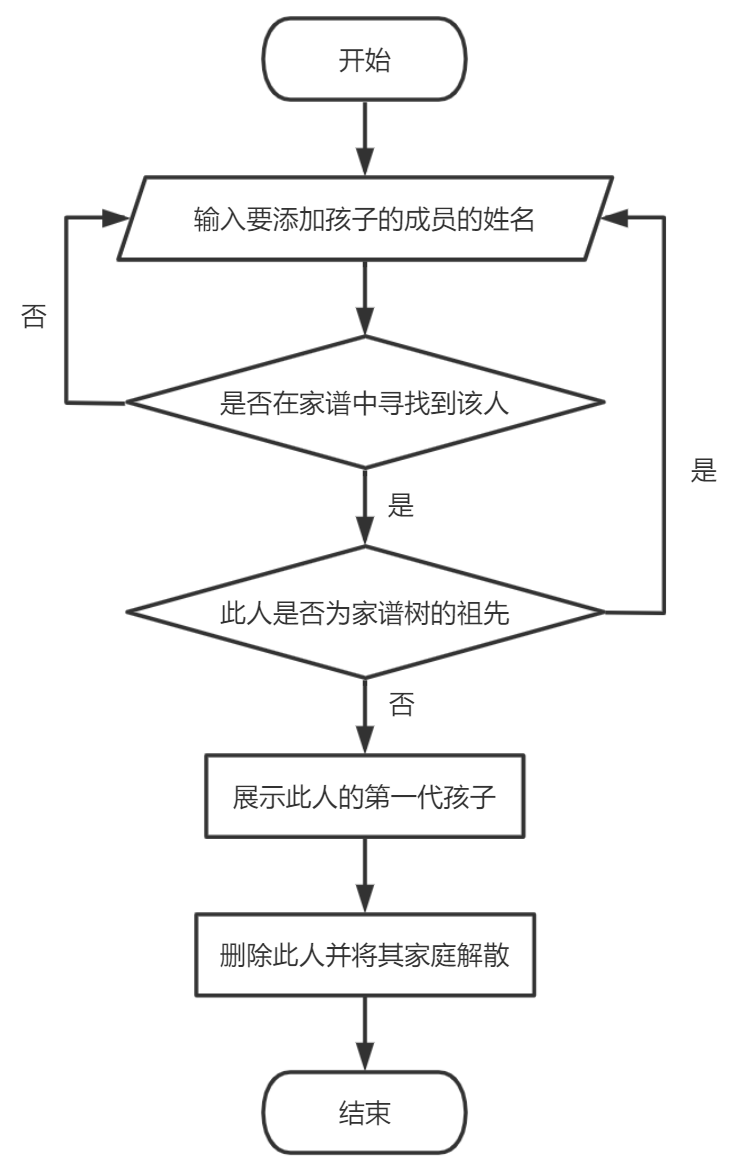 开始
输入要添加孩子的成员的姓名
否
是否在家谱中寻找到该人
是
是
此人是否为家谱树的祖先
否
展示此人的第一代孩子
删除此人并将其家庭解散
结束